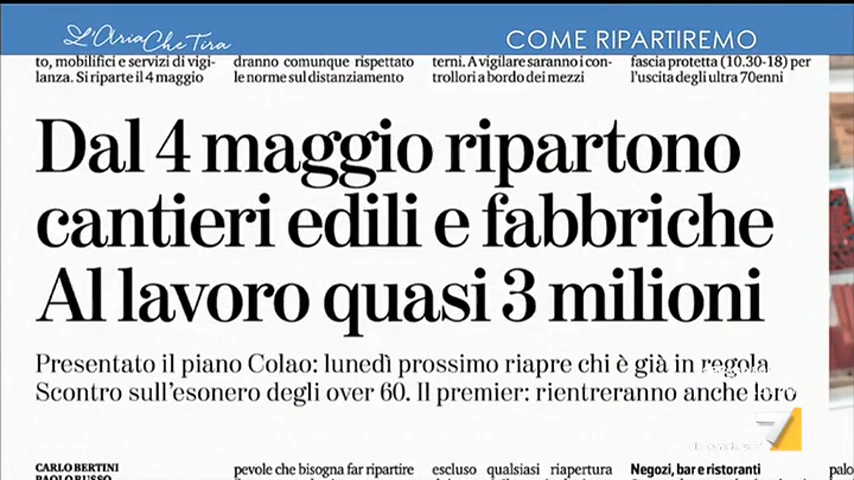 L'Aria Che Tira
COME RIPARTIREMO
to, mobilifici e servizi di vigi-
lanza. Si riparte il 4 maggio
dranno comunque rispettato
le norme sul distanziamento
terni. A vigilare saranno i con-
trollori a bordo dei mezzi
fascia protetta (10.30-18) per
l'uscita degli ultra 70enni
Dal 4 maggio ripartono
cantieri edili e fabbriche
Al lavoro quasi 3 milioni
Presentato il piano Colao: lunedì prossimo riapre chi è già in regola
Scontro sull'esonero degli over 60. Il premier: rientreranno anche loro
7
CARLO BERTINI
PAOLO RUSSO
pevole che bisogna far ripartire
escluso qualsiasi riapertura
Negozi, bar e ristoranti
palo